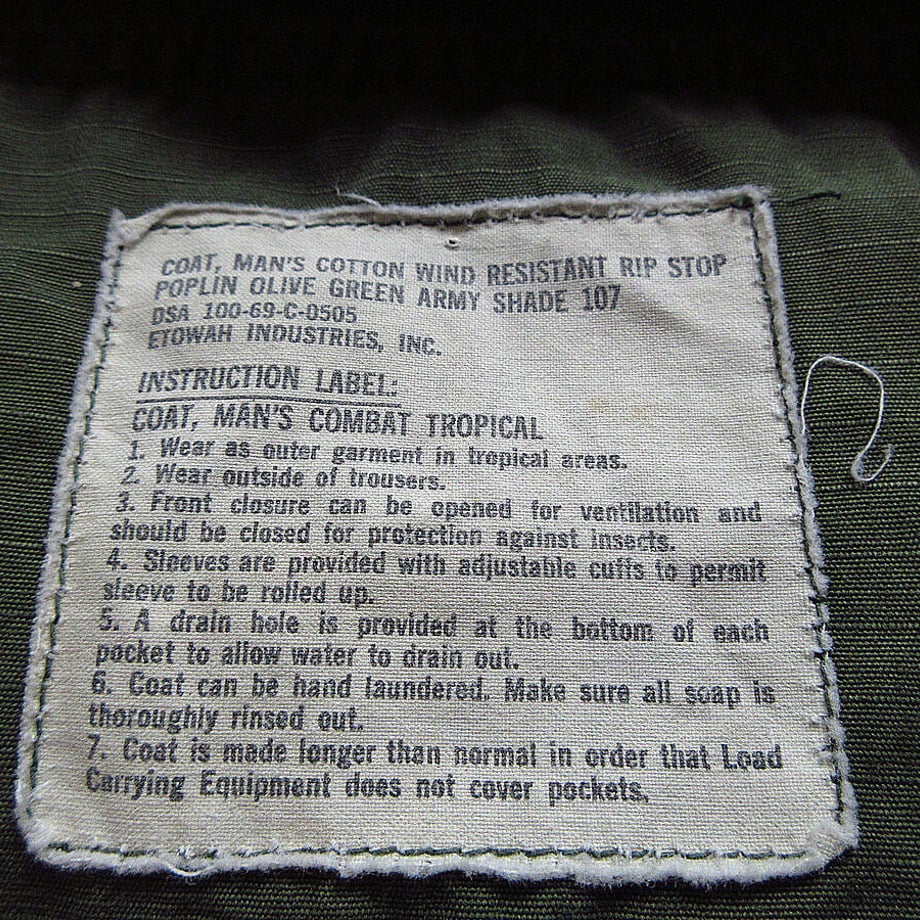 COAT, MAN'S COTTON WIND RESISTANT RIP STOP
POPLIN OLIVE GREEN ARMY SHADE 107
DSA 100-69-C-0505
ETOWAH INDUSTRIES, INC.
INSTRUCTION LABEL:
COAT, MAN'S COMBAT TROPICAL
1. Wear as outer garment in tropical areas.
2. Wear outside of trousers.
3. Front closure can be opened for ventilation and
should be closed for protection against insects.
4. Sleeves are provided with adjustable cuffs to permit
sleeve to be rolled up.
5. A drain hole is provided at the bottom of each
pocket to allow water to drain out.
6. Coat can be hand laundered. Make sure all soap is
thoroughly rinsed out.
7. Coat is made longer than normal in order that Load
Carrying Equipment does not cover pockets.